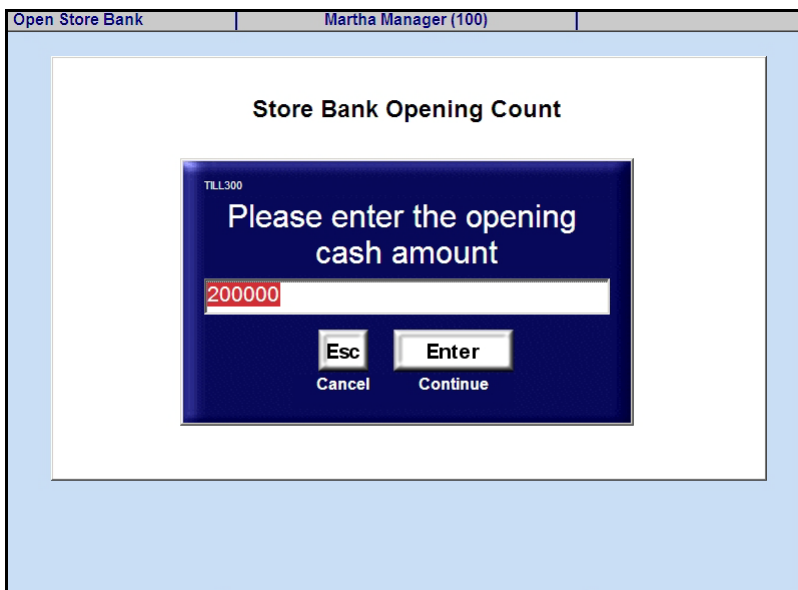 Open Store Bank
Martha Manager (100)
Store Bank Opening Count
TILL300
Please enter the opening
cash amount
200000
Esc
Enter
Cancel
Continue